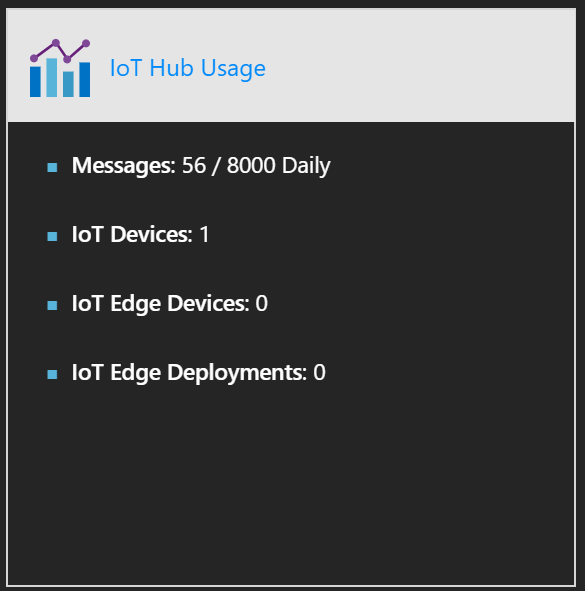 IoT Hub Usage
Messages: 56 / 8000 Daily
IoT Devices: 1
IoT Edge Devices: 0
IoT Edge Deployments: 0